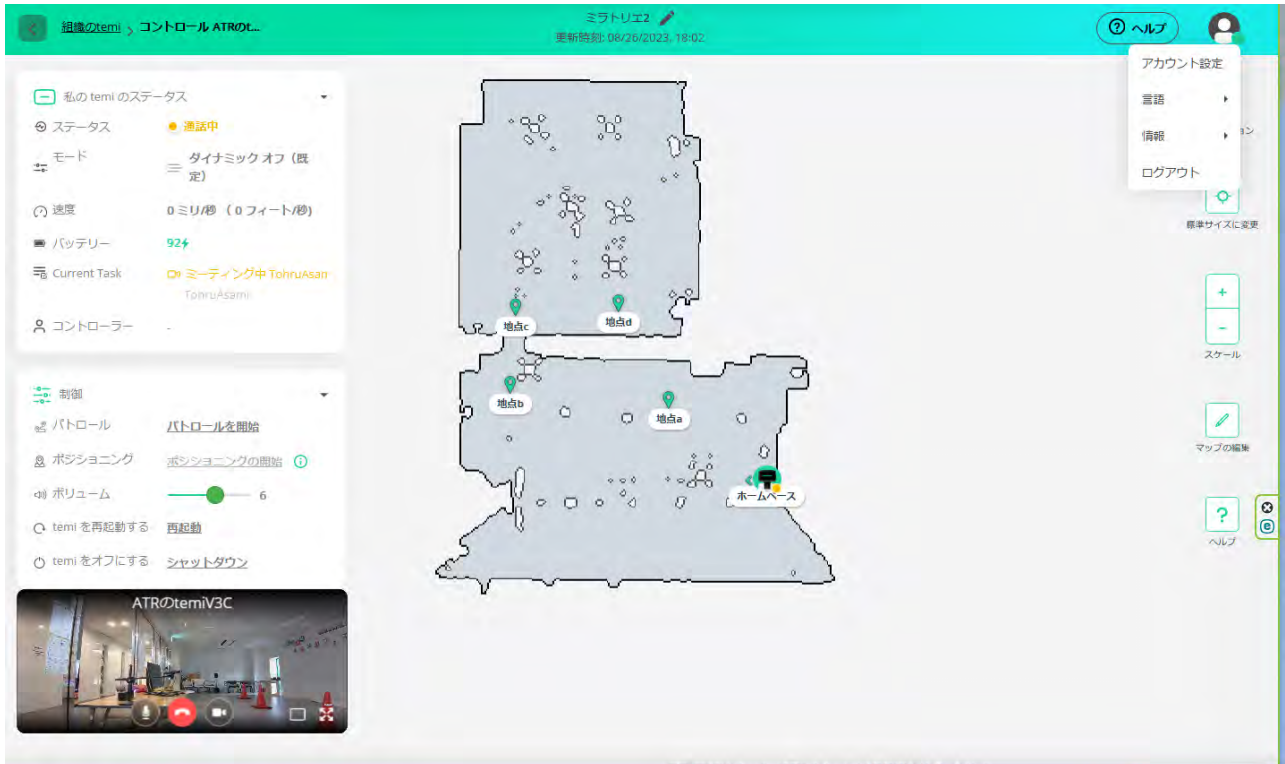 組織のtemi > コントロール ATRのt...
ミラトリエ2
更新時刻: 08/26/2023, 18:02
ヘルプ
アカウント設定
言語
情報
ログアウト
私の temi のステータス
ステータス 通話中
モード ダイナミック オフ（既
定）
速度 0 ミリ/秒 （ 0 フィート/秒)
バッテリー 92
Current Task ミーティング中 TohruAsan
TohruAsami
コントローラー -
制御
パトロール パトロールを開始
ポジショニング ポジショニングの開始
ボリューム 6
temi を再起動する 再起動
temi をオフにする シャットダウン
ATRのtemiV3C
地点c
地点d
地点b
地点a
ホームベース
標準サイズに変更
+
-
スケール
マップの編集
?
ヘルプ